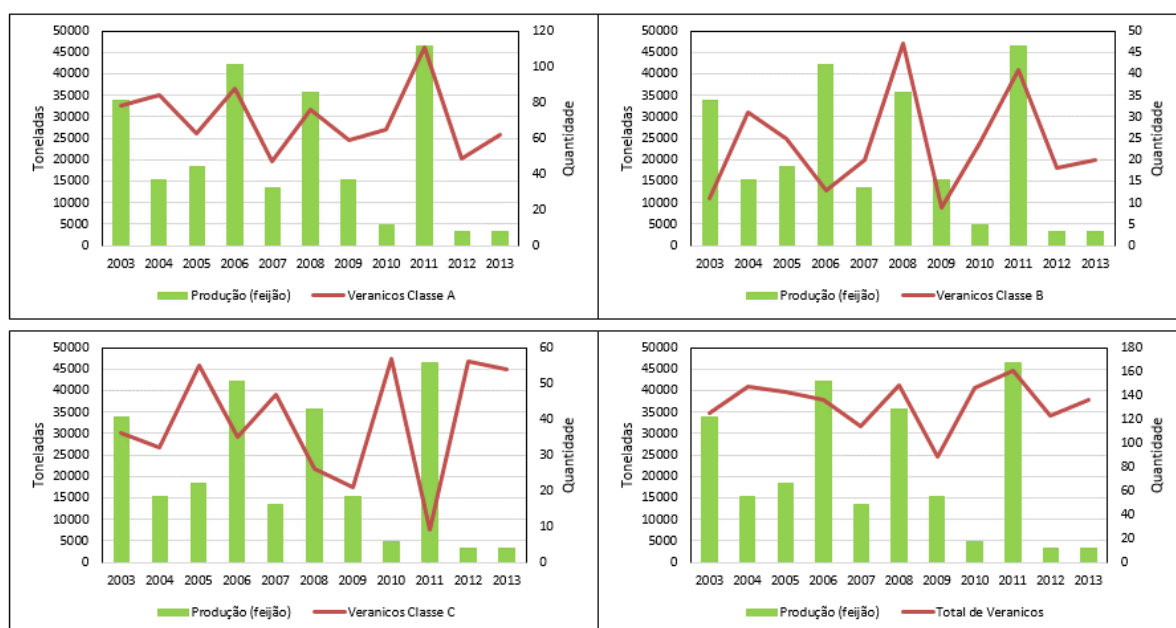 50000 120
45000
40000 100
35000
30000 80
25000 60
20000
15000 40
10000
5000 20
0 0
Toneladas
Quantidade
2003 2004 2005 2006 2007 2008 2009 2010 2011 2012 2013
Produção (feijão) Veranicos Classe A
50000 50
45000 45
40000 40
35000 35
30000 30
25000 25
20000 20
15000 15
10000 10
5000 5
0 0
Toneladas
Quantidade
2003 2004 2005 2006 2007 2008 2009 2010 2011 2012 2013
Produção (feijão) Veranicos Classe B
50000 60
45000
40000 50
35000
30000 40
25000 30
20000
15000 20
10000
5000 10
0 0
Toneladas
Quantidade
2003 2004 2005 2006 2007 2008 2009 2010 2011 2012 2013
Produção (feijão) Veranicos Classe C
50000 180
45000 160
40000 140
35000 120
30000 100
25000 80
20000 60
15000 40
10000 20
5000 0
0
Toneladas
Quantidade
2003 2004 2005 2006 2007 2008 2009 2010 2011 2012 2013
Produção (feijão) Total de Veranicos